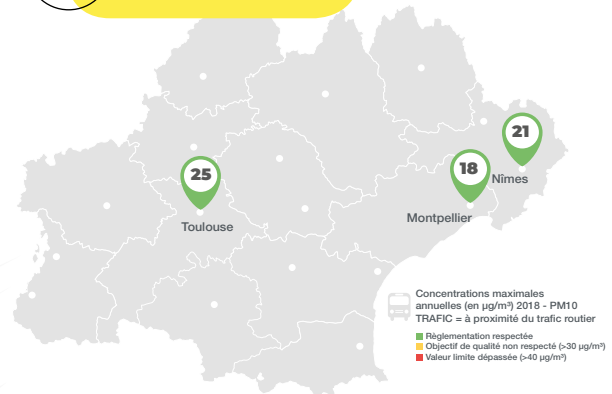 21
18
25
Nîmes
Montpellier
Toulouse
Concentrations maximales
annuelles (en µg/m³) 2018 - PM10
TRAFIC = à proximité du trafic routier
Règlementation respectée
Objectif de qualité non respecté (>30 µg/m³)
Valeur limite dépassée (>40 µg/m³)